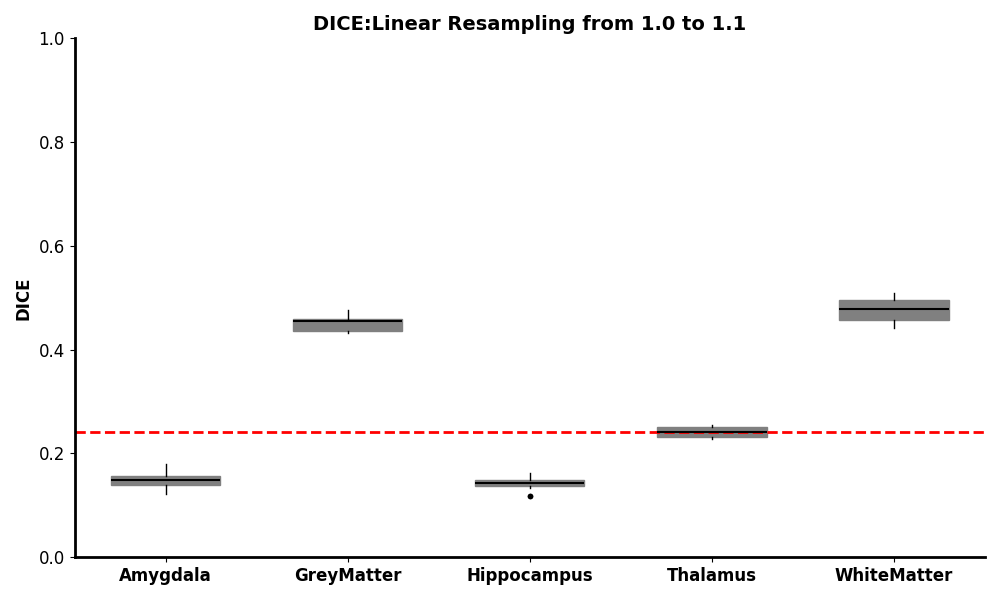 DICE:Linear Resampling from 1.0 to 1.1
1.0
0.8
0.6
0.4
0.2
0.0
DICE
Amygdala GreyMatter Hippocampus Thalamus WhiteMatter